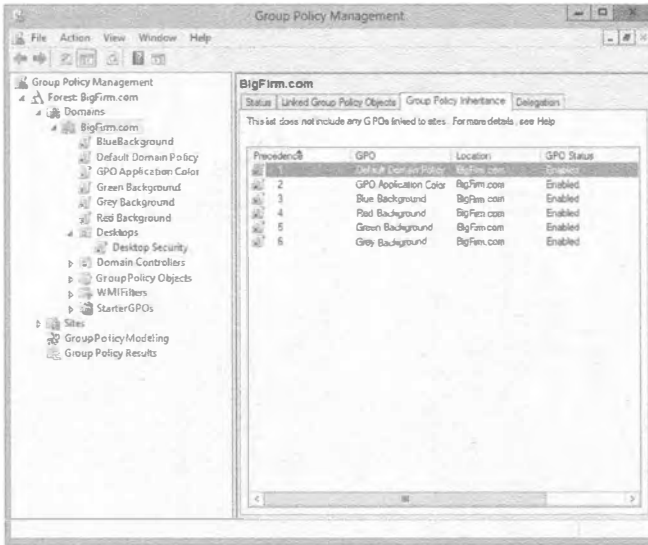 Group Policy Management
File Action View Window Help
Group Policy Management
Forest: BigFirm.com
Domains
BigFirm.com
BlueBackground
Default Domain Policy
GPO Application Color
Green Background
Grey Background
Red Background
Desktops
Desktop Security
Domain Controllers
Group Policy Objects
WMI Filters
Starter GPOs
Sites
Group Policy Modeling
Group Policy Results
BigFirm.com
Status Linked Group Policy Objects Group Policy Inheritance Delegation
This list does not include any GPOs linked to sites. For more details, see Help
Precedence GPO Location GPO Status
1 Default Domain Policy BigFirm.com Enabled
2 GPO Application Color BigFirm.com Enabled
3 Blue Background BigFirm.com Enabled
4 Red Background BigFirm.com Enabled
5 Green Background BigFirm.com Enabled
6 Grey Background BigFirm.com Enabled